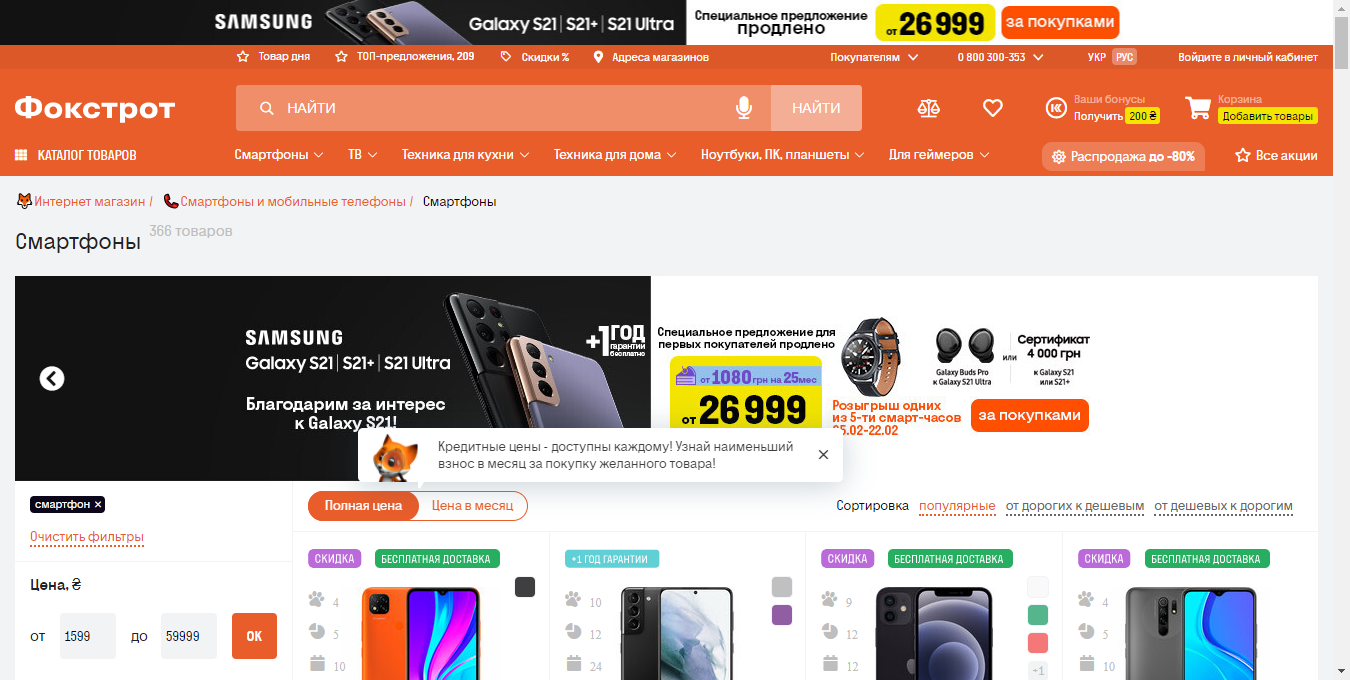 SAMSUNG Galaxy S21 | S21+ | S21 Ultra
Специальное предложение
продлено
от 26 999
за покупками
Товар дня ТОП-предложения, 209 Скидки % Адреса магазинов Покупателям 0 800 300-353 УКР РУС Войдите в личный кабинет
Фокстрот
НАЙТИ НАЙТИ
Ваши бонусы
Получить 200 ₴
Корзина
Добавить товары
КАТАЛОГ ТОВАРОВ Смартфоны ТВ Техника для кухни Техника для дома Ноутбуки, ПК, планшеты Для геймеров Распродажа до -80% Все акции
Интернет магазин / Смартфоны и мобильные телефоны / Смартфоны
Смартфоны 366 товаров
SAMSUNG
Galaxy S21 | S21+ | S21 Ultra
Благодарим за интерес
к Galaxy S21!
+1 ГОД
гарантии
бесплатно
Специальное предложение для
первых покупателей продлено
от 1080 грн на 25 мес
от 26 999
Розыгрыш одних
из 5-ти смарт-часов
05.02-22.02
Galaxy Buds Pro
к Galaxy S21 Ultra
или
Сертификат
4 000 грн
к Galaxy S21
или S21+
за покупками
Кредитные цены - доступны каждому! Узнай наименьший
взнос в месяц за покупку желанного товара!
смартфон ×
Очистить фильтры
Цена, ₴
от 1599 до 59999 ОК
Полная цена Цена в месяц
Сортировка популярные от дорогих к дешевым от дешевых к дорогим
СКИДКА БЕСПЛАТНАЯ ДОСТАВКА
4
5
10
+1 ГОД ГАРАНТИИ
10
12
24
СКИДКА БЕСПЛАТНАЯ ДОСТАВКА
9
12
12
+1
СКИДКА БЕСПЛАТНАЯ ДОСТАВКА
4
5
10